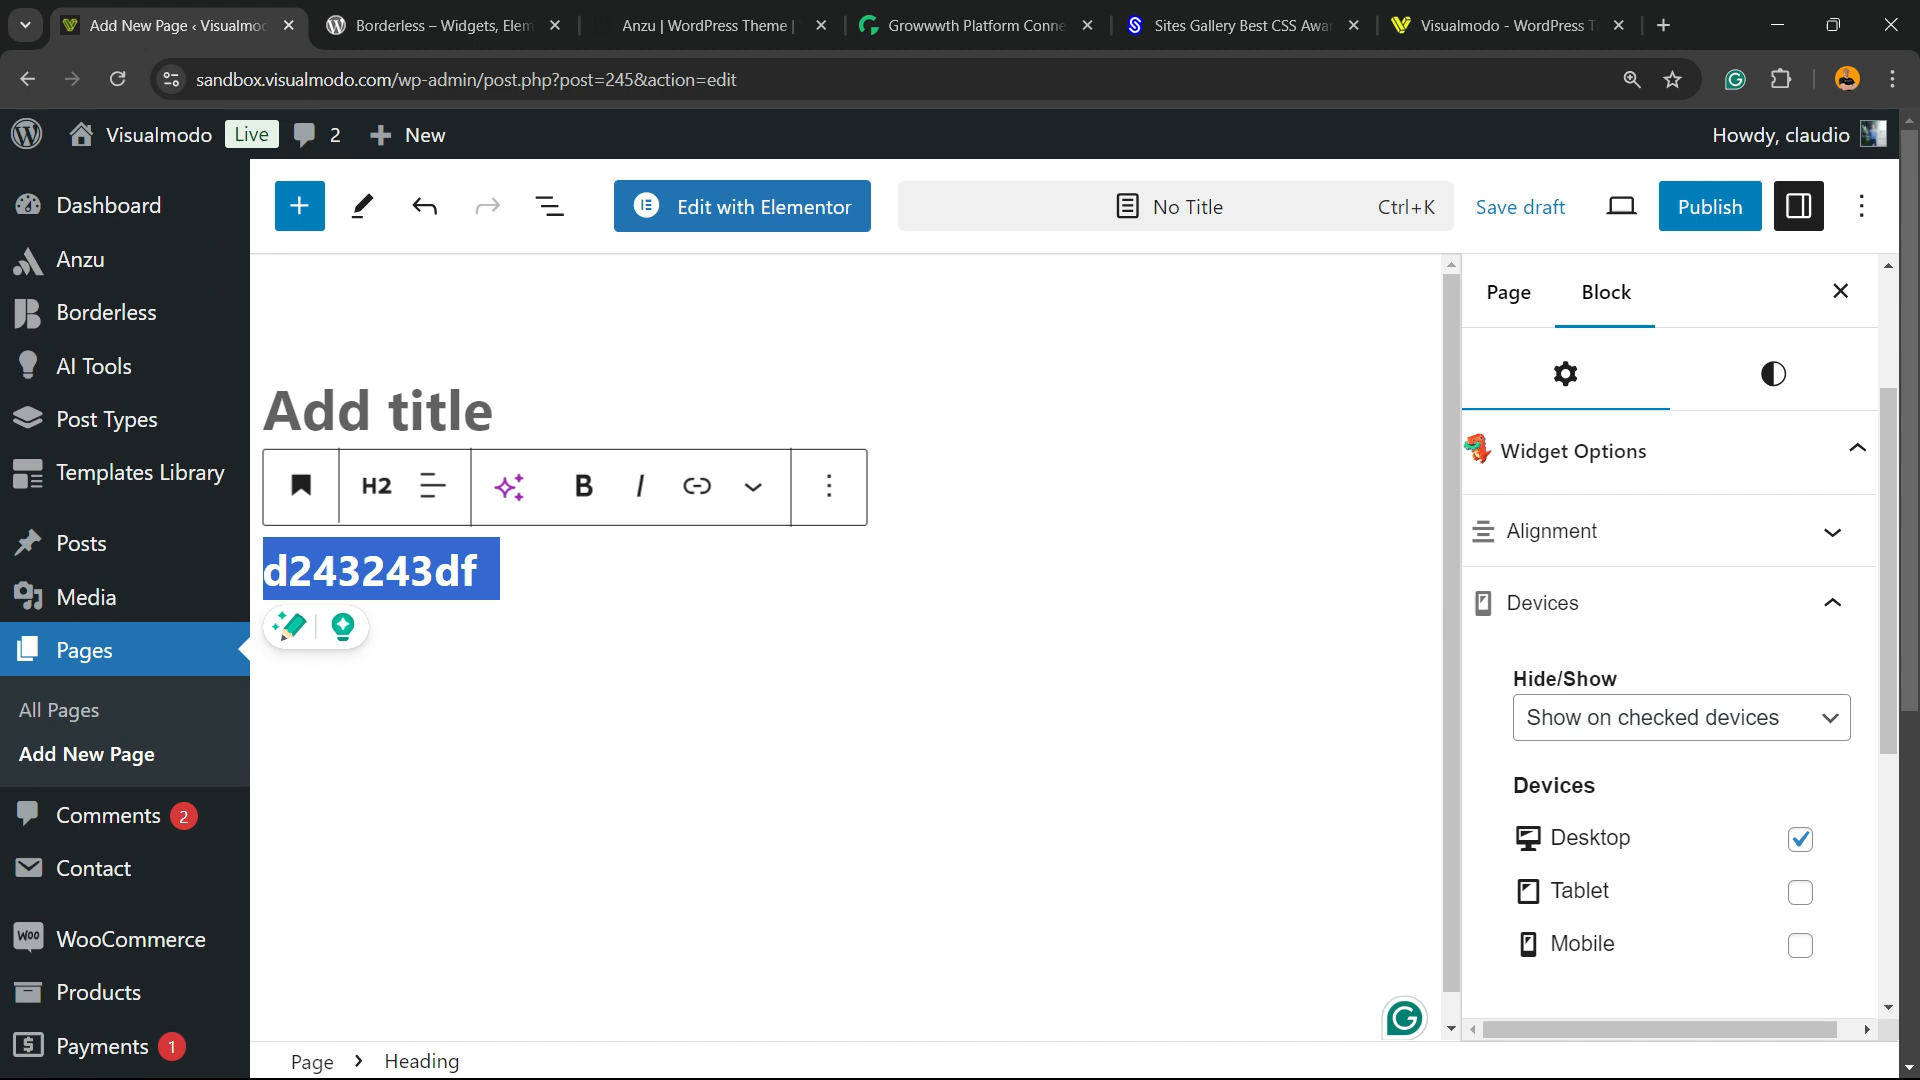 Add New Page ‹ Visualmo
Borderless – Widgets, Elem
Anzu | WordPress Theme |
Growwwth Platform Conne
Sites Gallery Best CSS Awa
Visualmodo - WordPress T
sandbox.visualmodo.com/wp-admin/post.php?post=245&action=edit
Visualmodo
Live
2
New
Howdy, claudio
Dashboard
Anzu
Borderless
AI Tools
Post Types
Templates Library
Posts
Media
Pages
All Pages
Add New Page
Comments 2
Contact
WooCommerce
Products
Payments 1
Edit with Elementor
No Title
Ctrl+K
Save draft
Publish
Add title
H2
B
I
d243243df
Page
Block
Widget Options
Alignment
Devices
Hide/Show
Show on checked devices
Devices
Desktop
Tablet
Mobile
Page
Heading